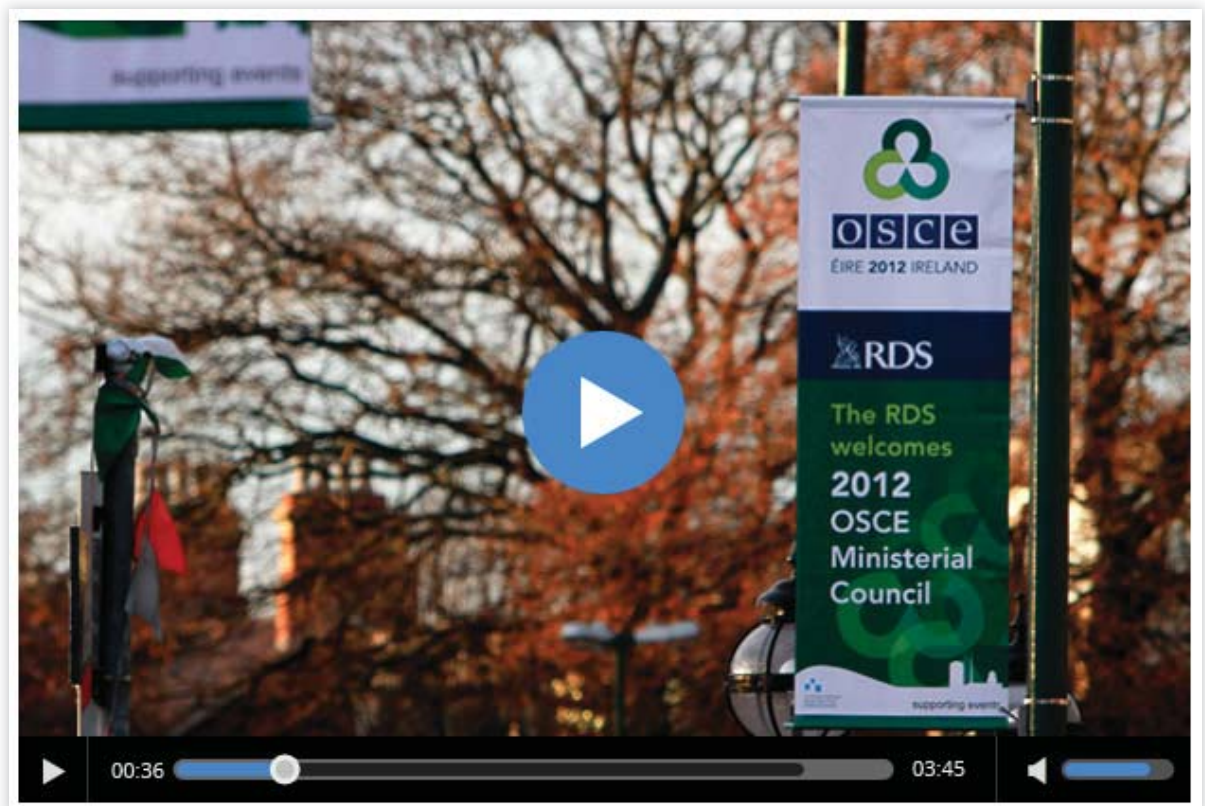 supporting events
osce
ÉIRE 2012 IRELAND
RDS
The RDS
welcomes
2012
OSCE
Ministerial
Council
supporting events
00:36
03:45